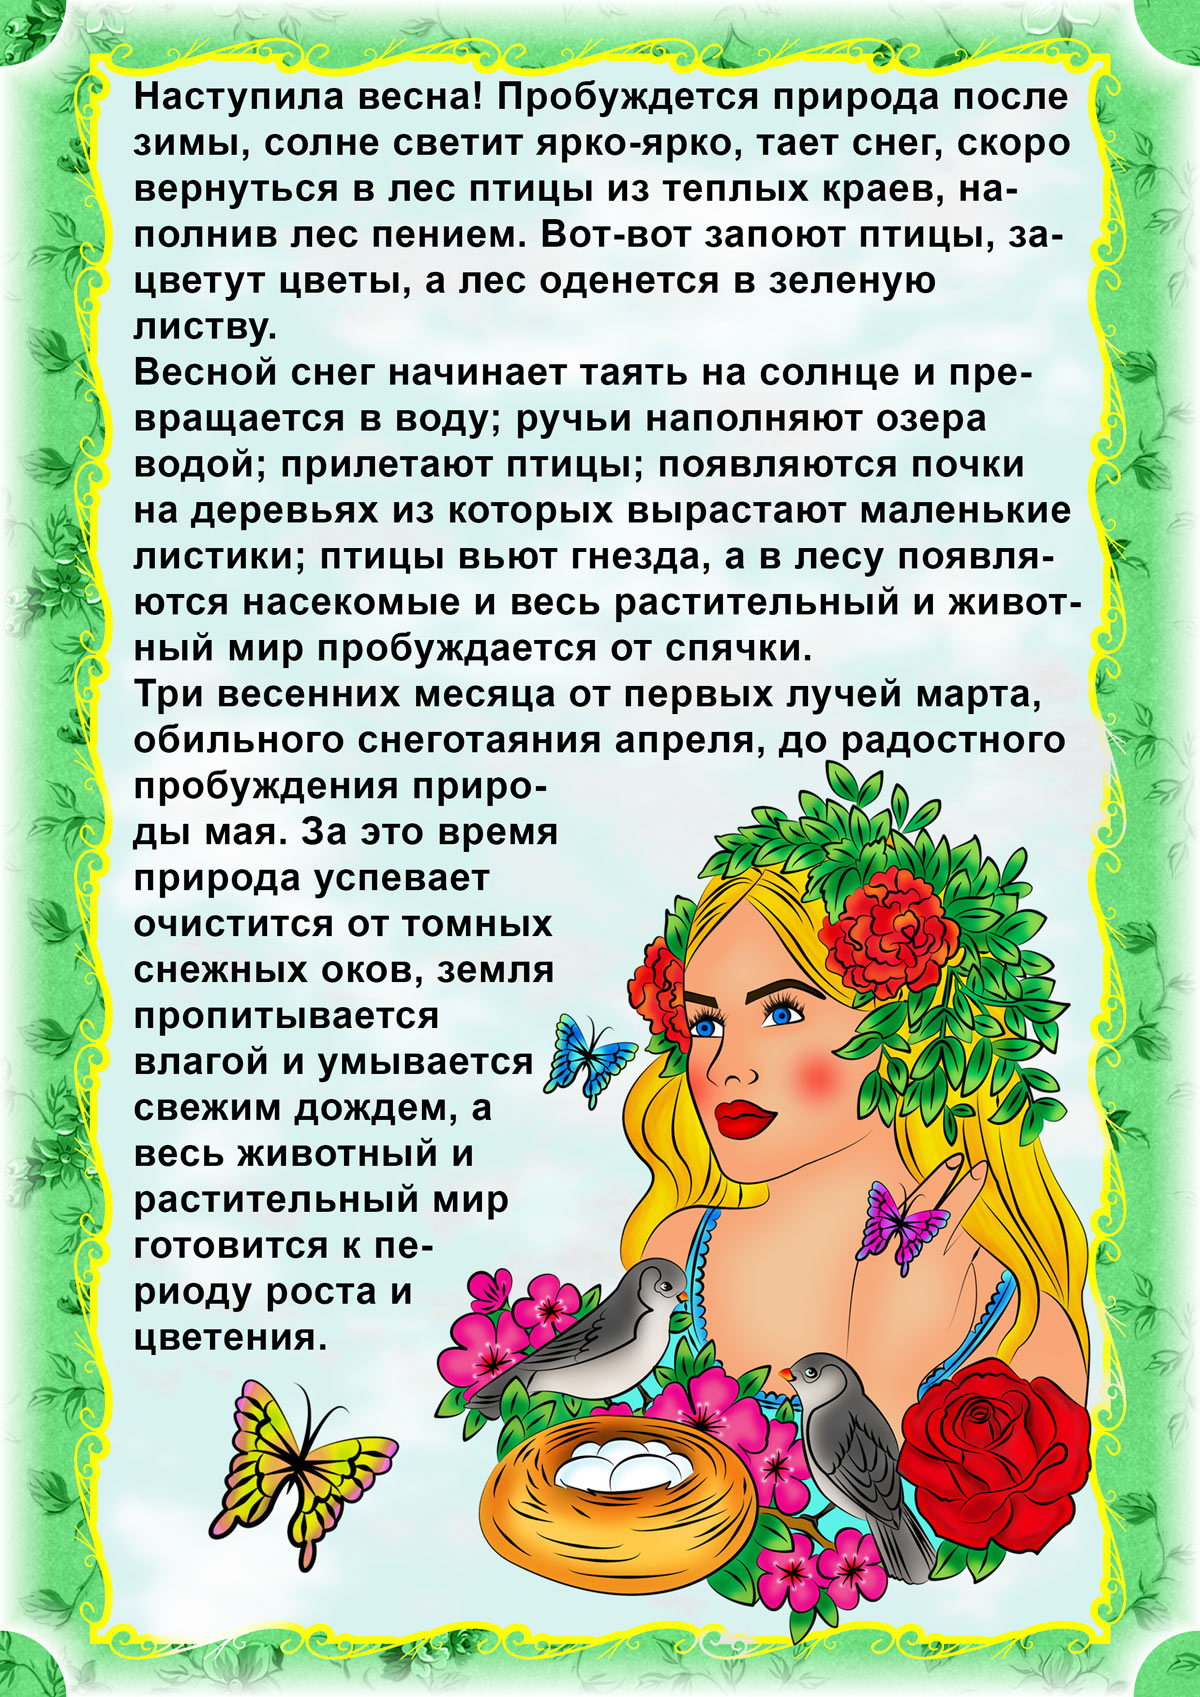 Наступила весна! Пробуждется природа после
зимы, солне светит ярко-ярко, тает снег, скоро
вернуться в лес птицы из теплых краев, на-
полнив лес пением. Вот-вот запоют птицы, за-
цветут цветы, а лес оденется в зеленую
листву.
Весной снег начинает таять на солнце и пре-
вращается в воду; ручьи наполняют озера
водой; прилетают птицы; появляются почки
на деревьях из которых вырастают маленькие
листики; птицы вьют гнезда, а в лесу появля-
ются насекомые и весь растительный и живот-
ный мир пробуждается от спячки.
Три весенних месяца от первых лучей марта,
обильного снеготаяния апреля, до радостного
пробуждения приро-
ды мая. За это время
природа успевает
очистится от томных
снежных оков, земля
пропитывается
влагой и умывается
свежим дождем, а
весь животный и
растительный мир
готовится к пе-
риоду роста и
цветения.